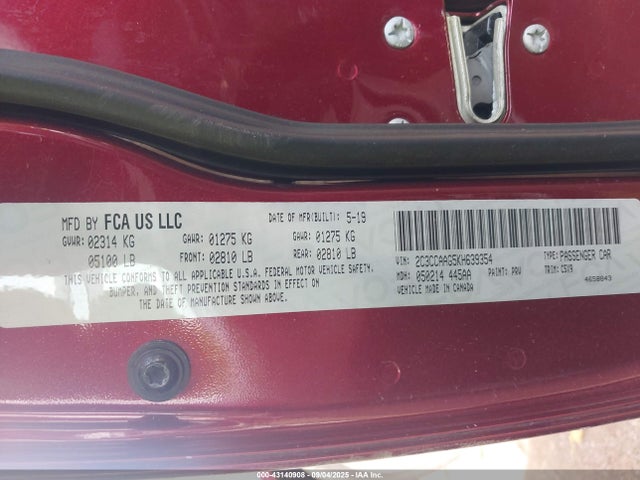 MFD BY FCA US LLC
DATE OF MFR(BUILT): 5-19
GVWR: 02314 KG
GAWR: 01275 KG
GAWR: 01275 KG
05100 LB
FRONT: 02810 LB
REAR: 02810 LB
THIS VEHICLE CONFORMS TO ALL APPLICABLE U.S.A. FEDERAL MOTOR VEHICLE SAFETY,
BUMPER, AND THEFT PREVENTION STANDARDS IN EFFECT ON
THE DATE OF MANUFACTURE SHOWN ABOVE.
VIN: 2C3CCAAG5KH639354
TYPE: PASSENGER CAR
MDH: 050214 445AA
PAINT: PRV
TRIM: C5X9
VEHICLE MADE IN CANADA
4658843
000-43140908 - 09/04/2025 - IAA Inc.